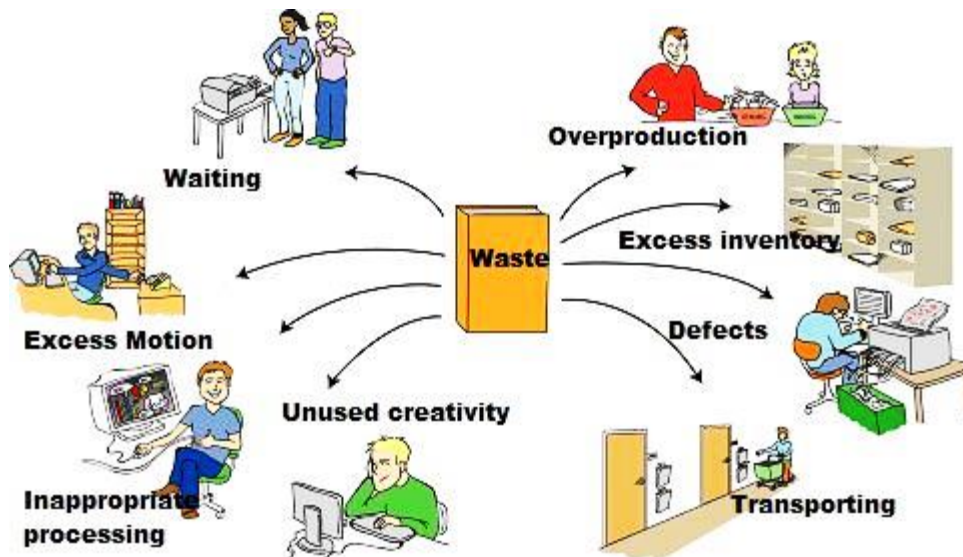 Waiting
Overproduction
Waste
Excess inventory
Excess Motion
Defects
Unused creativity
Inappropriate
processing
Transporting